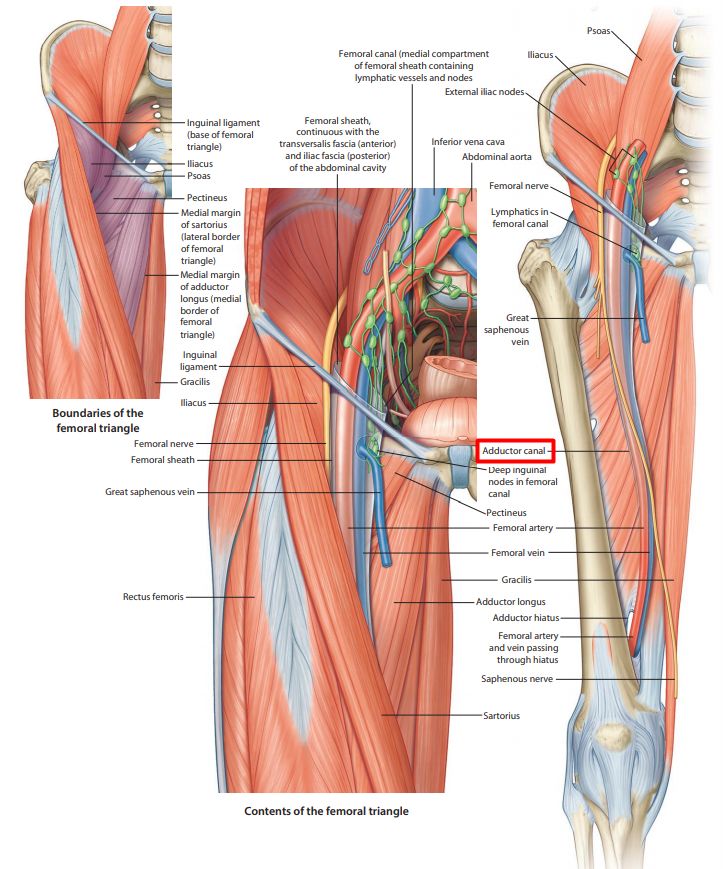 Inguinal ligament
(base of femoral
triangle)
Iliacus
Psoas
Pectineus
Medial margin
of sartorius
(lateral border
of femoral
triangle)
Medial margin
of adductor
longus (medial
border of
femoral
triangle)
Gracilis
Boundaries of the
femoral triangle
Femoral canal (medial compartment
of femoral sheath containing
lymphatic vessels and nodes
Femoral sheath,
continuous with the
transversalis fascia (anterior)
and iliac fascia (posterior)
of the abdominal cavity
Inferior vena cava
Abdominal aorta
Inguinal
ligament
Iliacus
Femoral nerve
Femoral sheath
Great saphenous vein
Rectus femoris
Deep inguinal
nodes in femoral
canal
Pectineus
Femoral artery
Femoral vein
Gracilis
Adductor longus
Sartorius
Contents of the femoral triangle
Psoas
Iliacus
External iliac nodes
Femoral nerve
Lymphatics in
femoral canal
Great
saphenous
vein
Adductor canal
Adductor hiatus
Femoral artery
and vein passing
through hiatus
Saphenous nerve